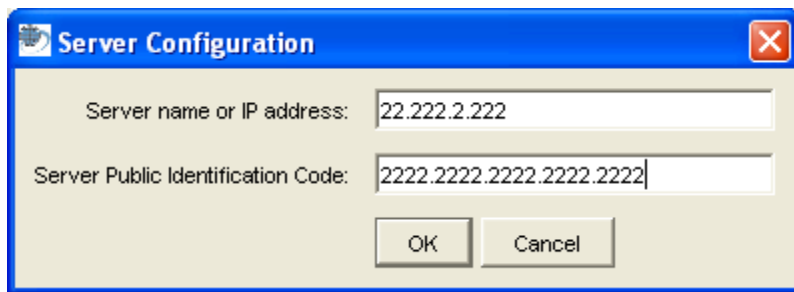 Server Configuration
Server name or IP address: 22.222.2.222
Server Public Identification Code: 2222.2222.2222.2222.2222
OK Cancel